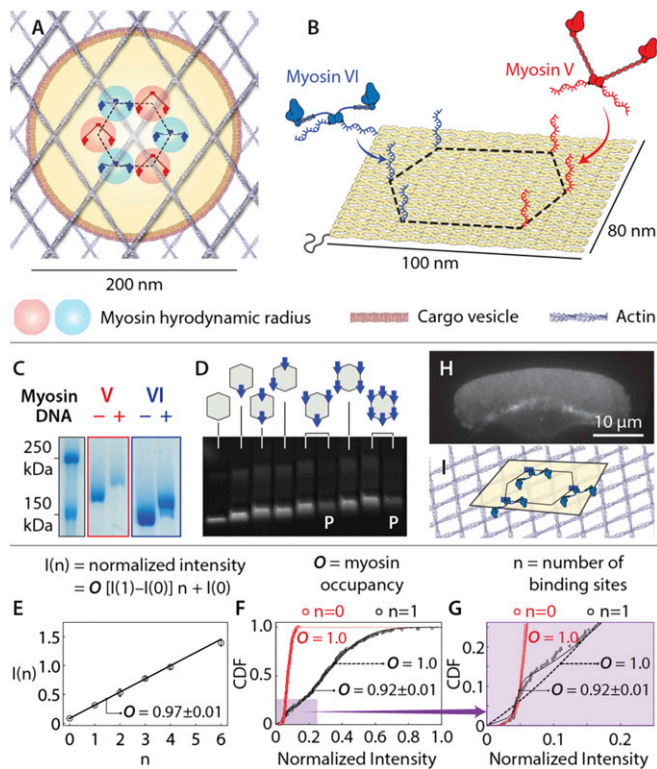 A
B
Myosin VI
Myosin V
200 nm
100 nm
80 nm
Myosin hyrodynamic radius
Cargo vesicle
Actin
C
Myosin V VI
DNA − + − +
250
kDa
150
kDa
D
P P
H
10 μm
I
I(n) = normalized intensity
= O [I(1)–I(0)] n + I(0)
O = myosin
occupancy
n = number of
binding sites
E
I(n)
1.5
1.0
0.5
0
O = 0.97±0.01
0 1 2 3 4 6
n
F
n=0 n=1
CDF
1.0
0.5
0
O = 1.0
O = 1.0
O = 0.92±0.01
0 0.2 0.4 0.6 0.8 1.0
Normalized Intensity
G
n=0 n=1
CDF
0.2
0.1
0.0
O = 1.0
O = 1.0
O = 0.92±0.01
0 0.1 0.2
Normalized Intensity